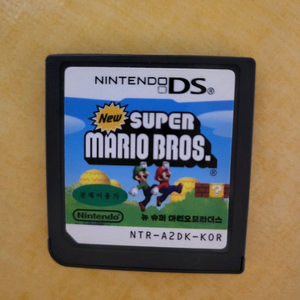 NINTENDO DS
New SUPER
MARIO BROS.
전체이용가
Nintendo
뉴 슈퍼 마리오브라더스
NTR-A2DK-KOR